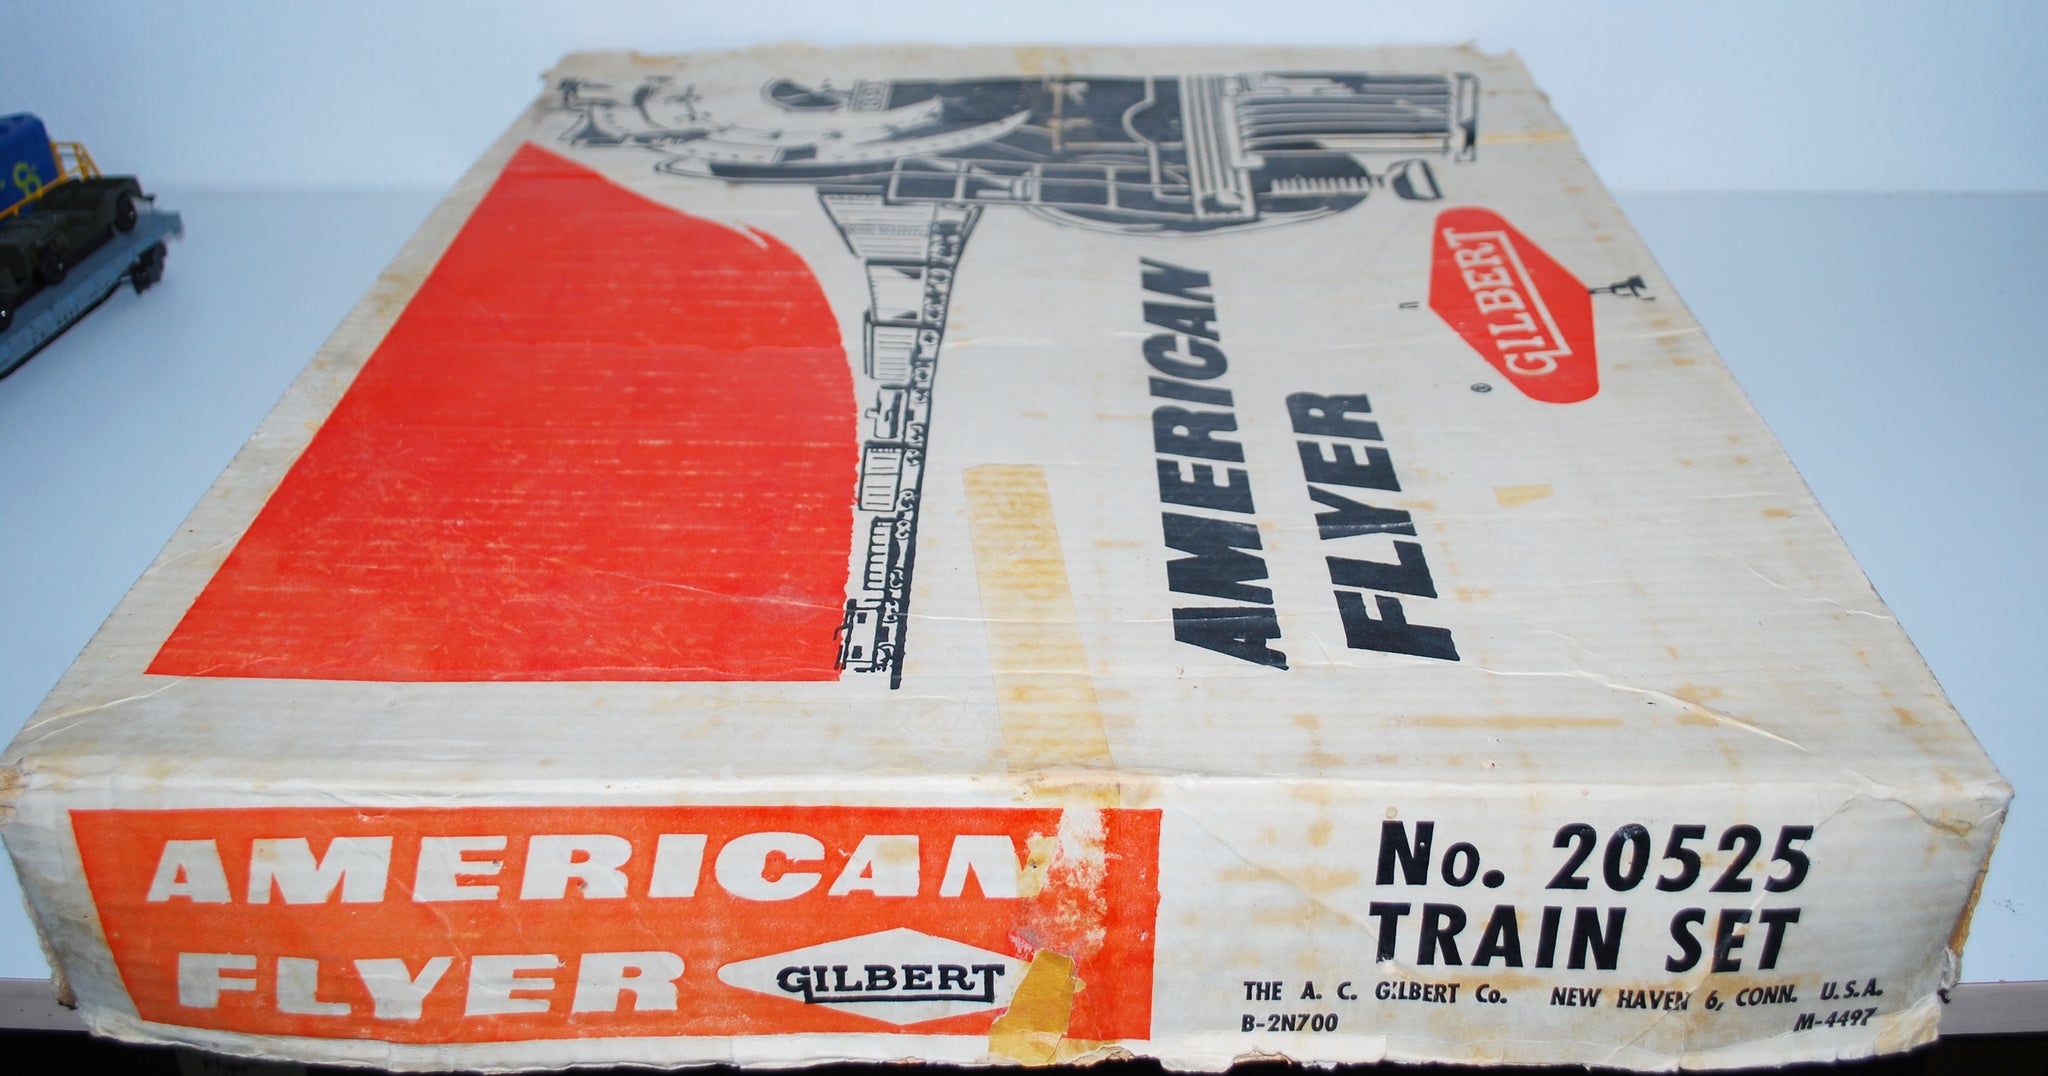 GILBERT
®
AMERICAN
FLYER
AMERICAN
FLYER
GILBERT
No. 20525
TRAIN SET
THE A. C. GILBERT Co. NEW HAVEN 6, CONN. U.S.A.
B-2N700 M-4497